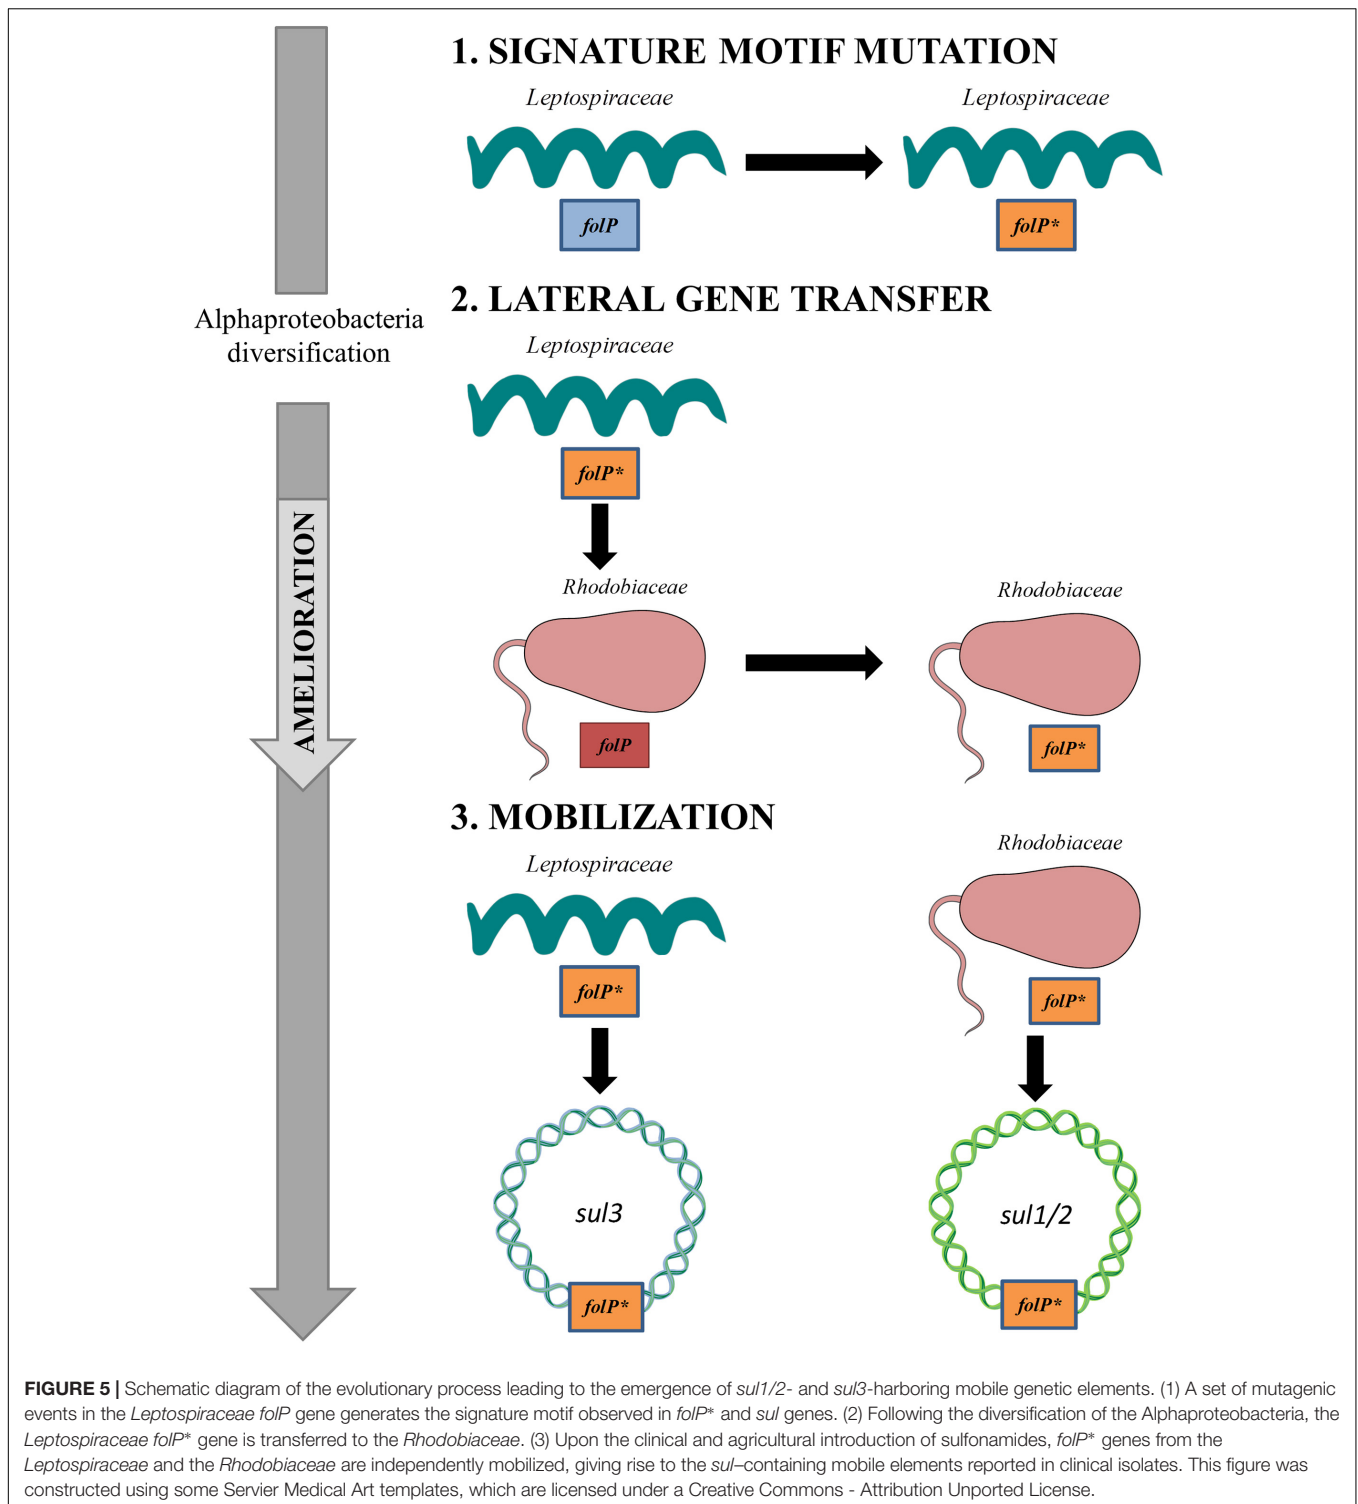 1. SIGNATURE MOTIF MUTATION
Leptospiraceae
Leptospiraceae
folP
folP*
Alphaproteobacteria
diversification
2. LATERAL GENE TRANSFER
Leptospiraceae
folP*
AMELIORATION
Rhodobiaceae
Rhodobiaceae
folP
folP*
3. MOBILIZATION
Leptospiraceae
Rhodobiaceae
folP*
folP*
sul3
sul1/2
folP*
folP*
FIGURE 5 | Schematic diagram of the evolutionary process leading to the emergence of sul1/2- and sul3-harboring mobile genetic elements. (1) A set of mutagenic
events in the Leptospiraceae folP gene generates the signature motif observed in folP* and sul genes. (2) Following the diversification of the Alphaproteobacteria, the
Leptospiraceae folP* gene is transferred to the Rhodobiaceae. (3) Upon the clinical and agricultural introduction of sulfonamides, folP* genes from the
Leptospiraceae and the Rhodobiaceae are independently mobilized, giving rise to the sul–containing mobile elements reported in clinical isolates. This figure was
constructed using some Servier Medical Art templates, which are licensed under a Creative Commons - Attribution Unported License.